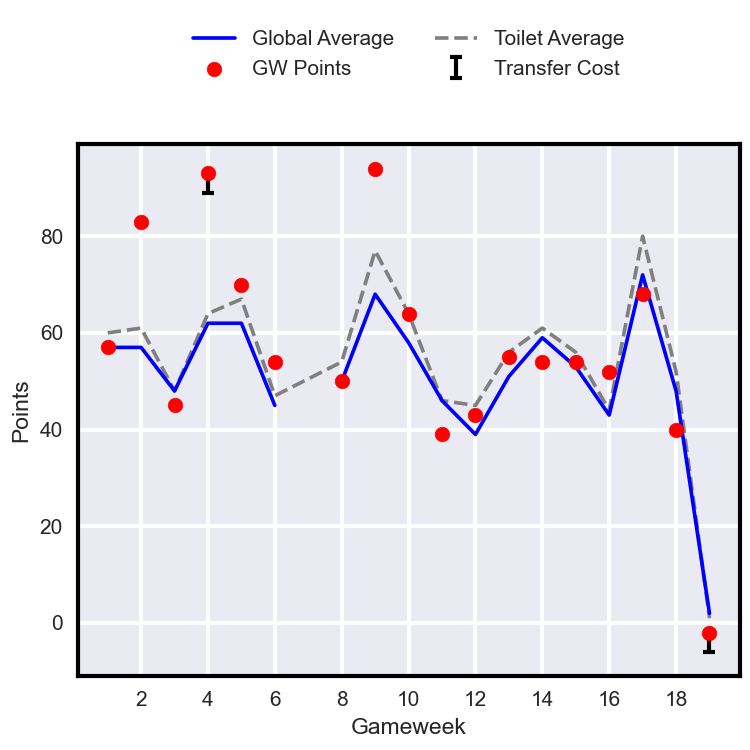 Global Average
GW Points
Toilet Average
Transfer Cost
80
60
40
20
0
Points
2 4 6 8 10 12 14 16 18
Gameweek